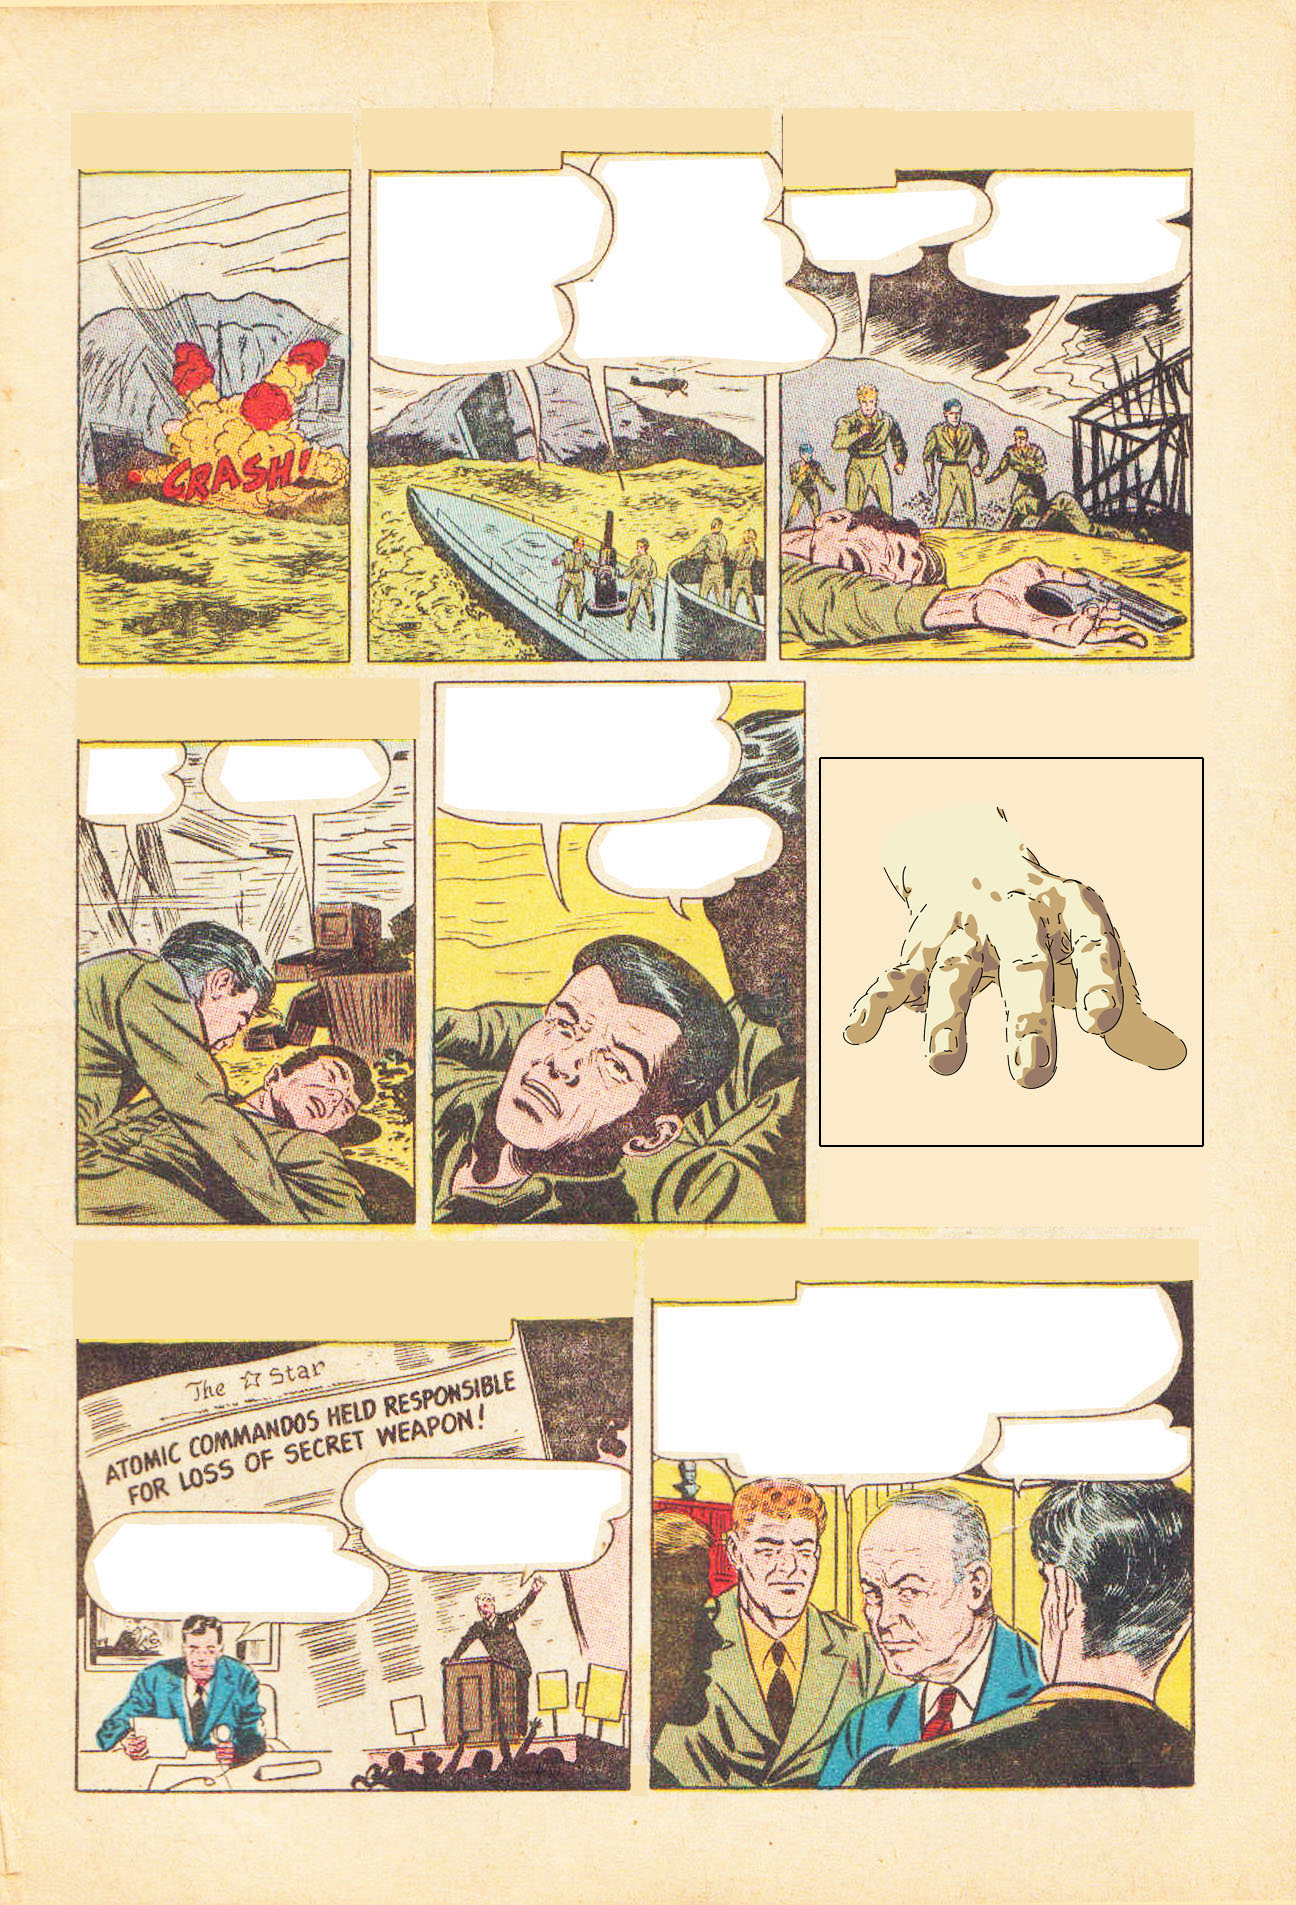 CRASH!
The ☆ Star
ATOMIC COMMANDOS HELD RESPONSIBLE
FOR LOSS OF SECRET WEAPON!